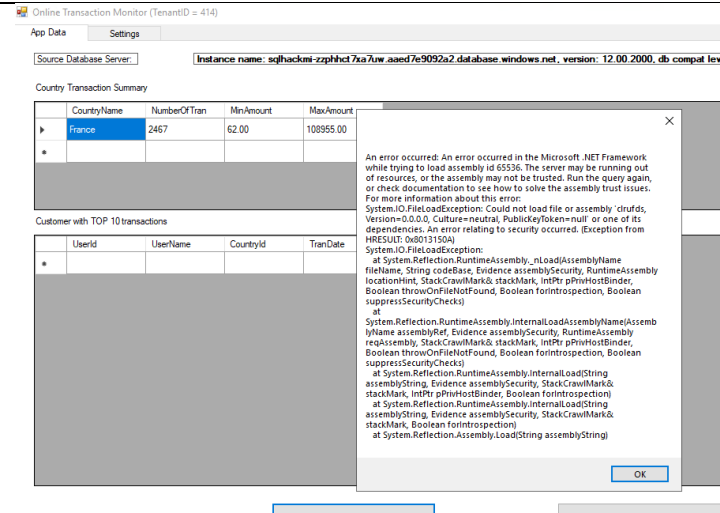 Online Transaction Monitor (TenantID = 414)
App Data Settings
Source Database Server: Instance name: sqlhackmi-zzphhct7xa7uw.aaed7e9092a2.database.windows.net, version: 12.00.2000, db compat lev
Country Transaction Summary
CountryName NumberOfTran MinAmount MaxAmount
France 2467 62.00 108955.00
Customer with TOP 10 transactions
UserId UserName CountryId TranDate
An error occurred: An error occurred in the Microsoft .NET Framework
while trying to load assembly id 65536. The server may be running out
of resources, or the assembly may not be trusted. Run the query again,
or check documentation to see how to solve the assembly trust issues.
For more information about this error:
System.IO.FileLoadException: Could not load file or assembly 'clrufds,
Version=0.0.0.0, Culture=neutral, PublicKeyToken=null' or one of its
dependencies. An error relating to security occurred. (Exception from
HRESULT: 0x8013150A)
System.IO.FileLoadException:
at System.Reflection.RuntimeAssembly._nLoad(AssemblyName
fileName, String codeBase, Evidence assemblySecurity, RuntimeAssembly
locationHint, StackCrawlMark& stackMark, IntPtr pPrivHostBinder,
Boolean throwOnFileNotFound, Boolean forIntrospection, Boolean
suppressSecurityChecks)
at
System.Reflection.RuntimeAssembly.InternalLoadAssemblyName(Assemb
lyName assemblyRef, Evidence assemblySecurity, RuntimeAssembly
reqAssembly, StackCrawlMark& stackMark, IntPtr pPrivHostBinder,
Boolean throwOnFileNotFound, Boolean forIntrospection, Boolean
suppressSecurityChecks)
at System.Reflection.RuntimeAssembly.InternalLoad(String
assemblyString, Evidence assemblySecurity, StackCrawlMark&
stackMark, IntPtr pPrivHostBinder, Boolean forIntrospection)
at System.Reflection.RuntimeAssembly.InternalLoad(String
assemblyString, Evidence assemblySecurity, StackCrawlMark&
stackMark, Boolean forIntrospection)
at System.Reflection.Assembly.Load(String assemblyString)
OK